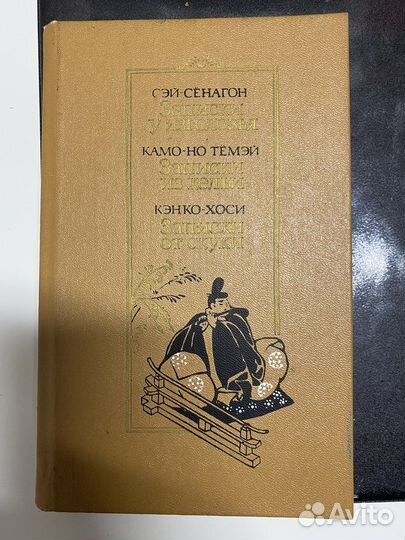 СЭЙ-СЁНАГОН
Записки
у изголовья
КАМО-НО ТЁМЭЙ
Записки
из кельи
КЭНКО-ХОСИ
Записки
от скуки
Avito